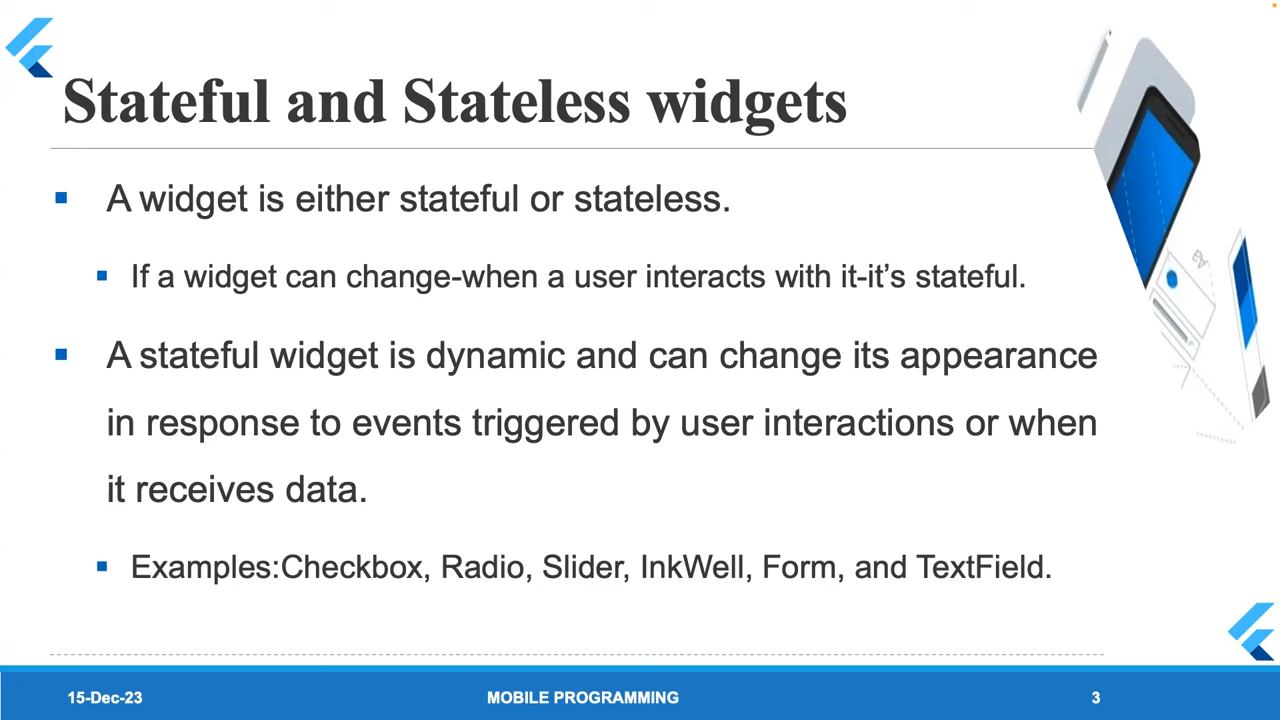 Stateful and Stateless widgets
A widget is either stateful or stateless.
If a widget can change-when a user interacts with it-it’s stateful.
A stateful widget is dynamic and can change its appearance
in response to events triggered by user interactions or when
it receives data.
Examples:Checkbox, Radio, Slider, InkWell, Form, and TextField.
15-Dec-23
MOBILE PROGRAMMING
3